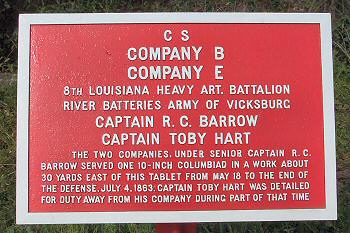 C S
COMPANY B
COMPANY E
8TH LOUISIANA HEAVY ART. BATTALION
RIVER BATTERIES ARMY OF VICKSBURG
CAPTAIN R. C. BARROW
CAPTAIN TOBY HART
THE TWO COMPANIES, UNDER SENIOR CAPTAIN R. C.
BARROW SERVED ONE 10-INCH COLUMBIAD IN A WORK ABOUT
30 YARDS EAST OF THIS TABLET FROM MAY 18 TO THE END OF
THE DEFENSE, JULY 4, 1863; CAPTAIN TOBY HART WAS DETAILED
FOR DUTY AWAY FROM HIS COMPANY DURING PART OF THAT TIME